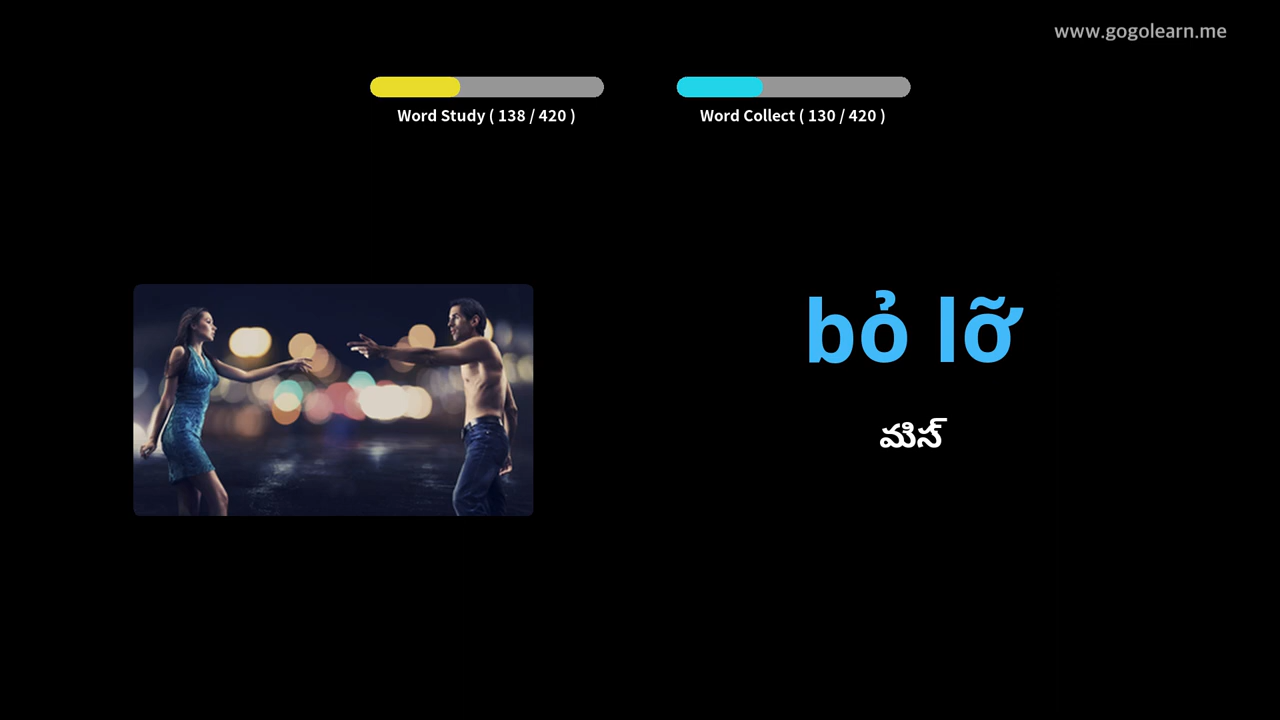 www.gogolearn.me
Word Study ( 138 / 420 )
Word Collect ( 130 / 420 )
bỏ lỡ
మిస్